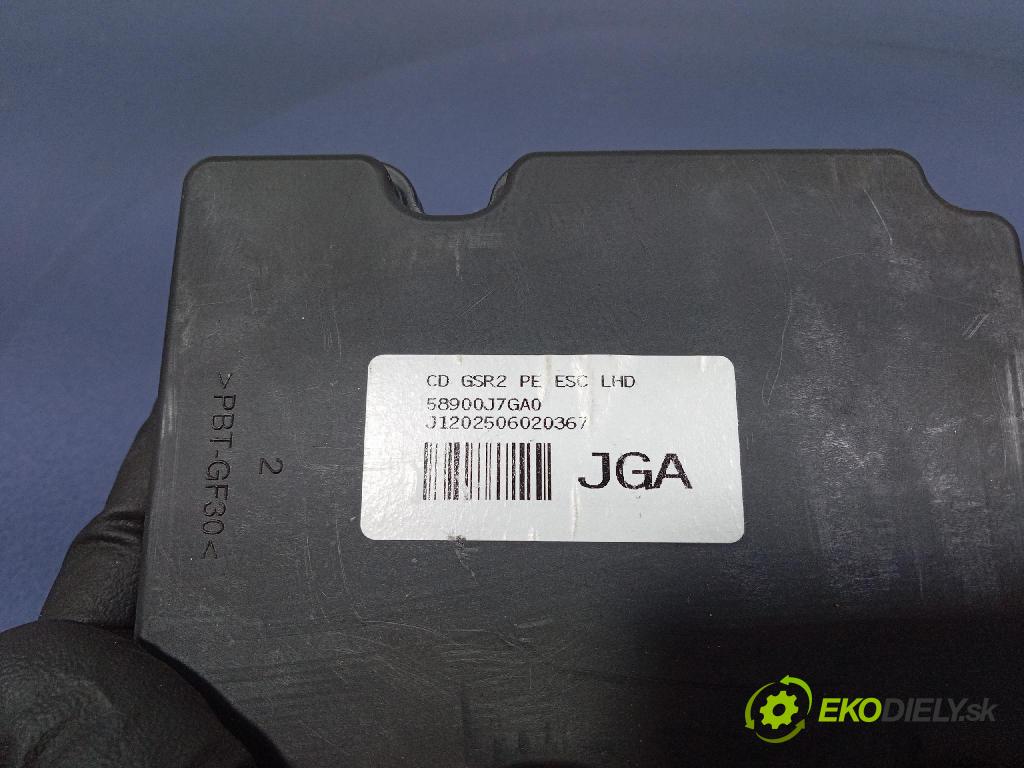 CD GSR2 PE ESC LHD
58900J7GA0
J1202506020367
JGA
>PBT-GF30<
2
EKODIELY.sk